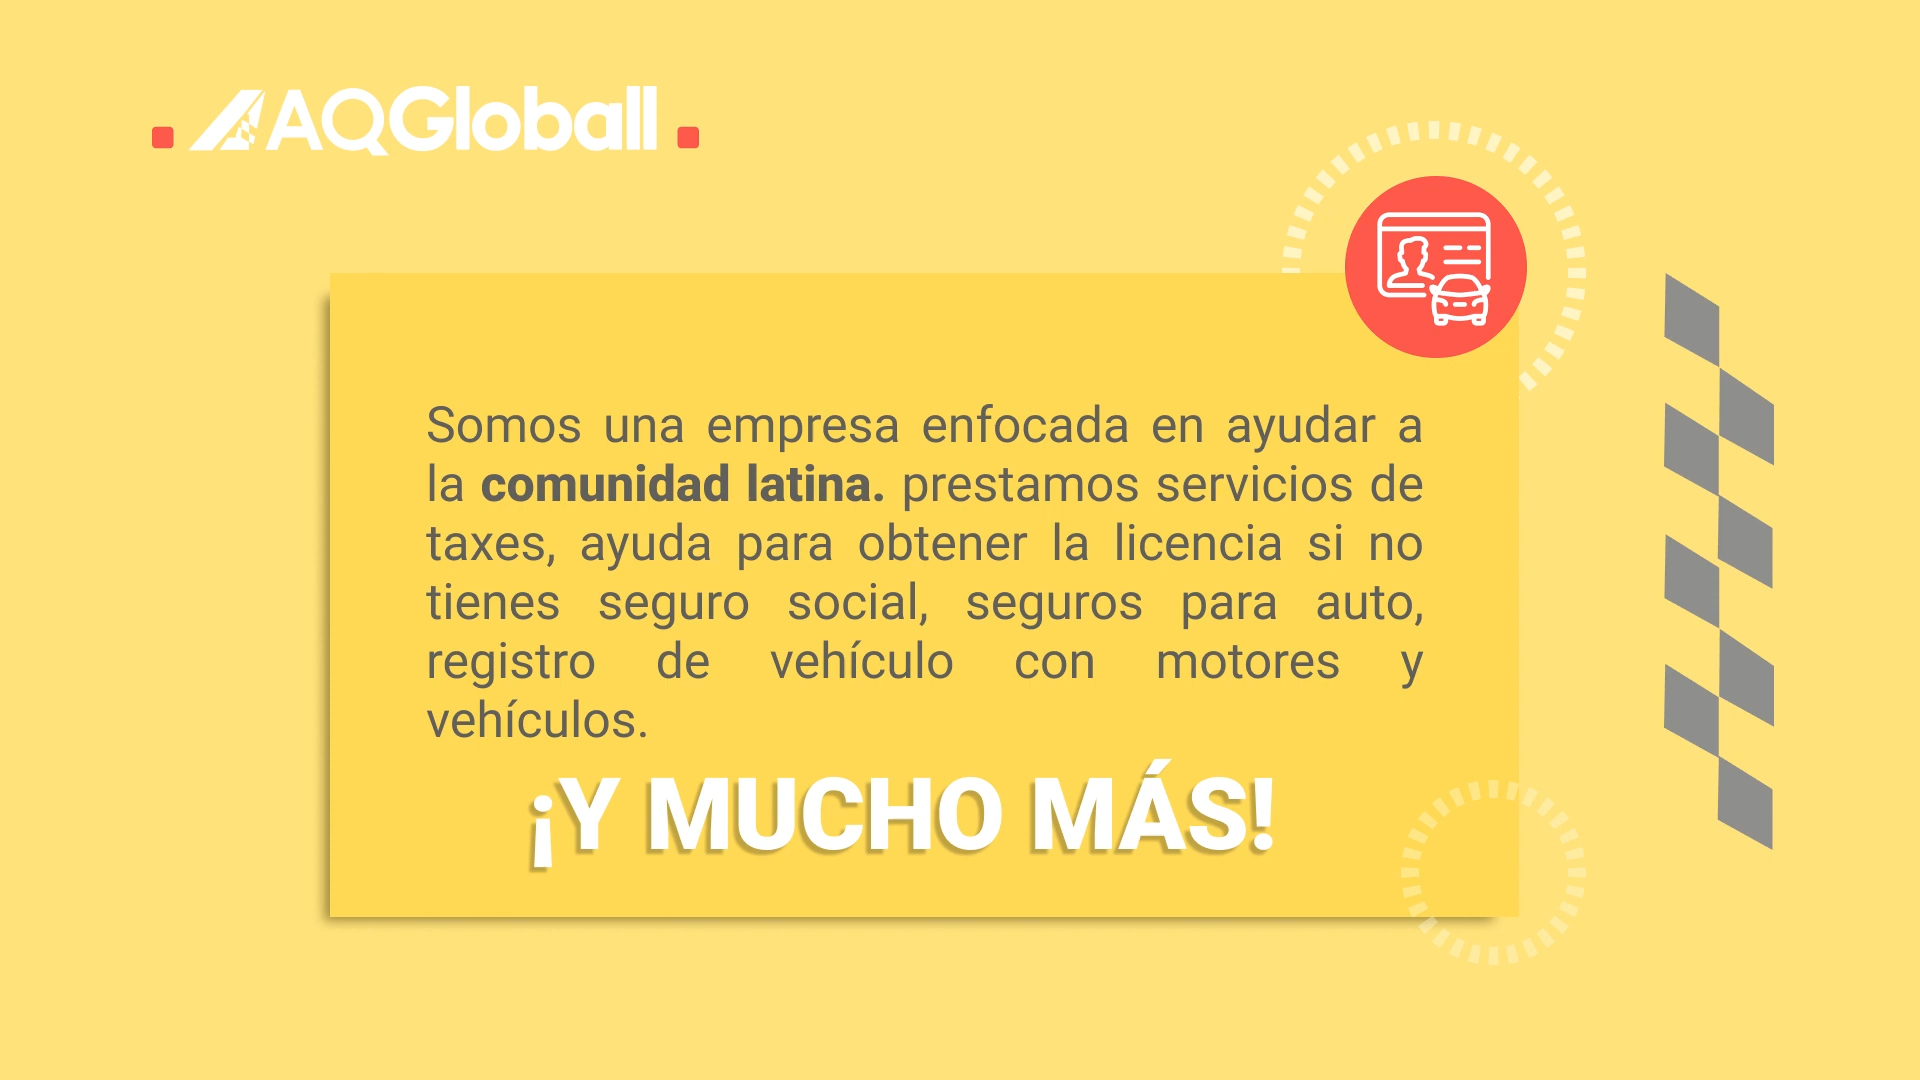 AQGloball
Somos una empresa enfocada en ayudar a
la comunidad latina. prestamos servicios de
taxes, ayuda para obtener la licencia si no
tienes seguro social, seguros para auto,
registro de vehículo con motores y
vehículos.
¡Y MUCHO MÁS!